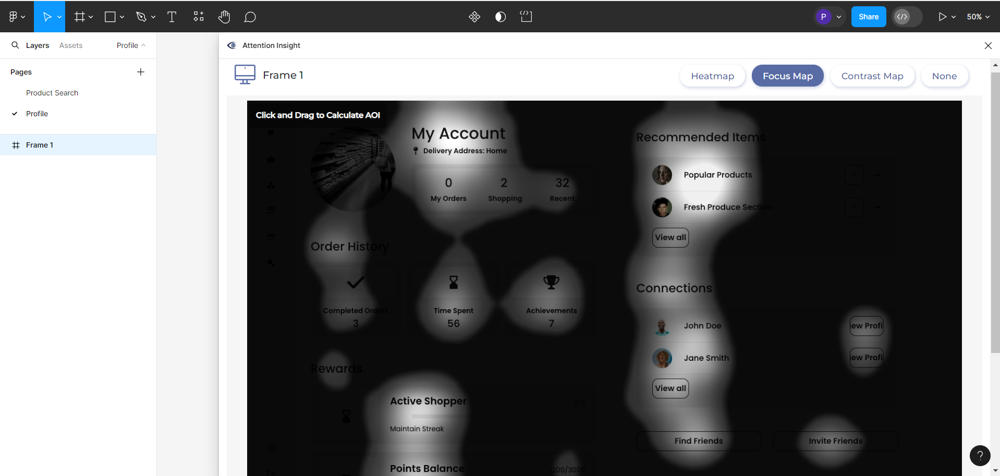 P
Share
50%
Layers
Assets
Profile
Attention Insight
Pages
Product Search
Profile
Frame 1
Frame 1
Heatmap
Focus Map
Contrast Map
None
Click and Drag to Calculate AOI
My Account
Delivery Address: Home
0
2
32
My Orders
Shopping
Recent
Order History
Completed Orders
3
Time Spent
56
Achievements
7
Rewards
Active Shopper
2/3
Maintain Streak
Points Balance
1200/3000
Recommended Items
Popular Products
Fresh Produce Section
View all
Connections
John Doe
ew Profi
Jane Smith
ew Profi
View all
Find Friends
Invite Friends
?